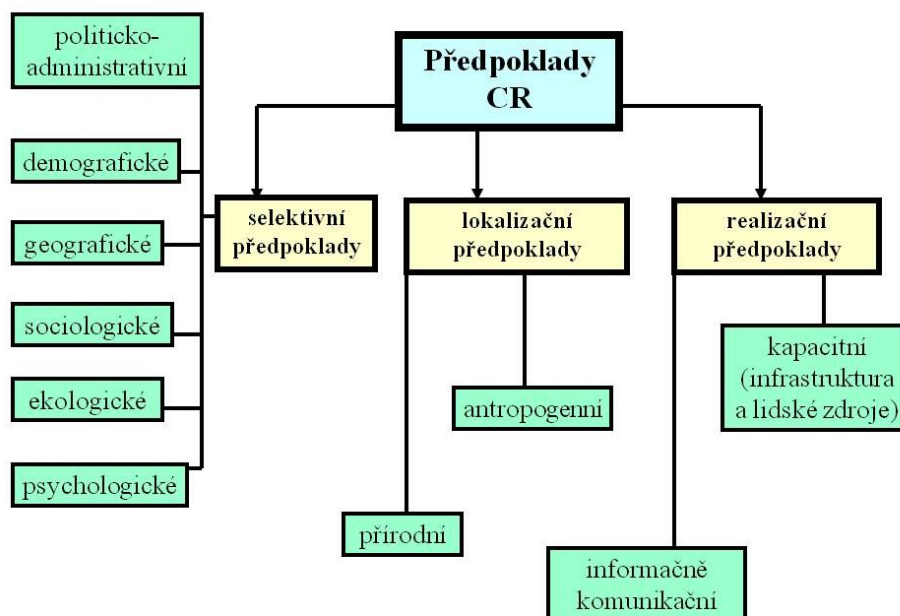 politicko-
administrativní
Předpoklady
CR
demografické
selektivní
předpoklady
lokalizační
předpoklady
realizační
předpoklady
geografické
sociologické
kapacitní
(infrastruktura
a lidské zdroje)
ekologické
antropogenní
psychologické
přírodní
informačně
komunikační